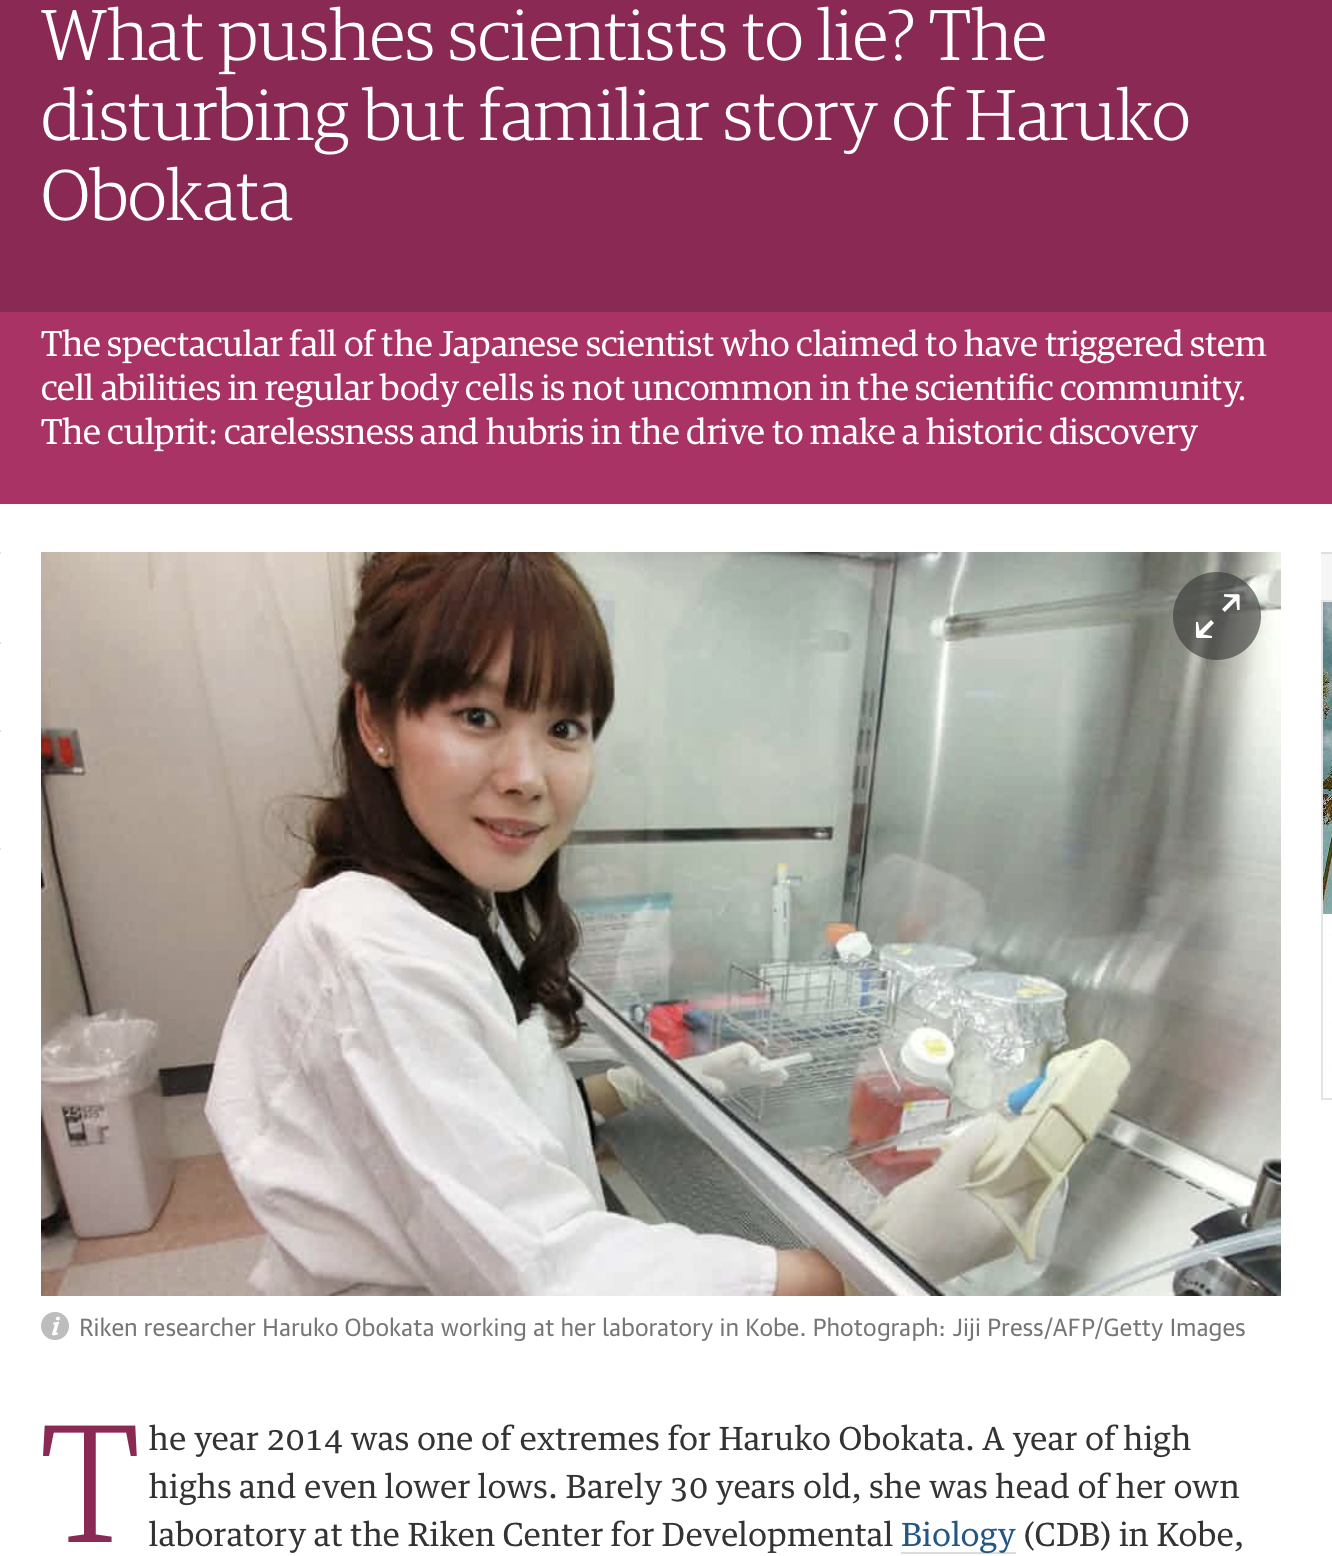 What pushes scientists to lie? The
disturbing but familiar story of Haruko
Obokata
The spectacular fall of the Japanese scientist who claimed to have triggered stem
cell abilities in regular body cells is not uncommon in the scientific community.
The culprit: carelessness and hubris in the drive to make a historic discovery
Riken researcher Haruko Obokata working at her laboratory in Kobe. Photograph: Jiji Press/AFP/Getty Images
The year 2014 was one of extremes for Haruko Obokata. A year of high
highs and even lower lows. Barely 30 years old, she was head of her own
laboratory at the Riken Center for Developmental Biology (CDB) in Kobe,